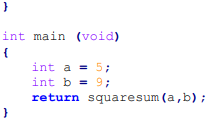 }
int main (void)
{
    int a = 5;
    int b = 9;
    return squaresum(a,b);
}